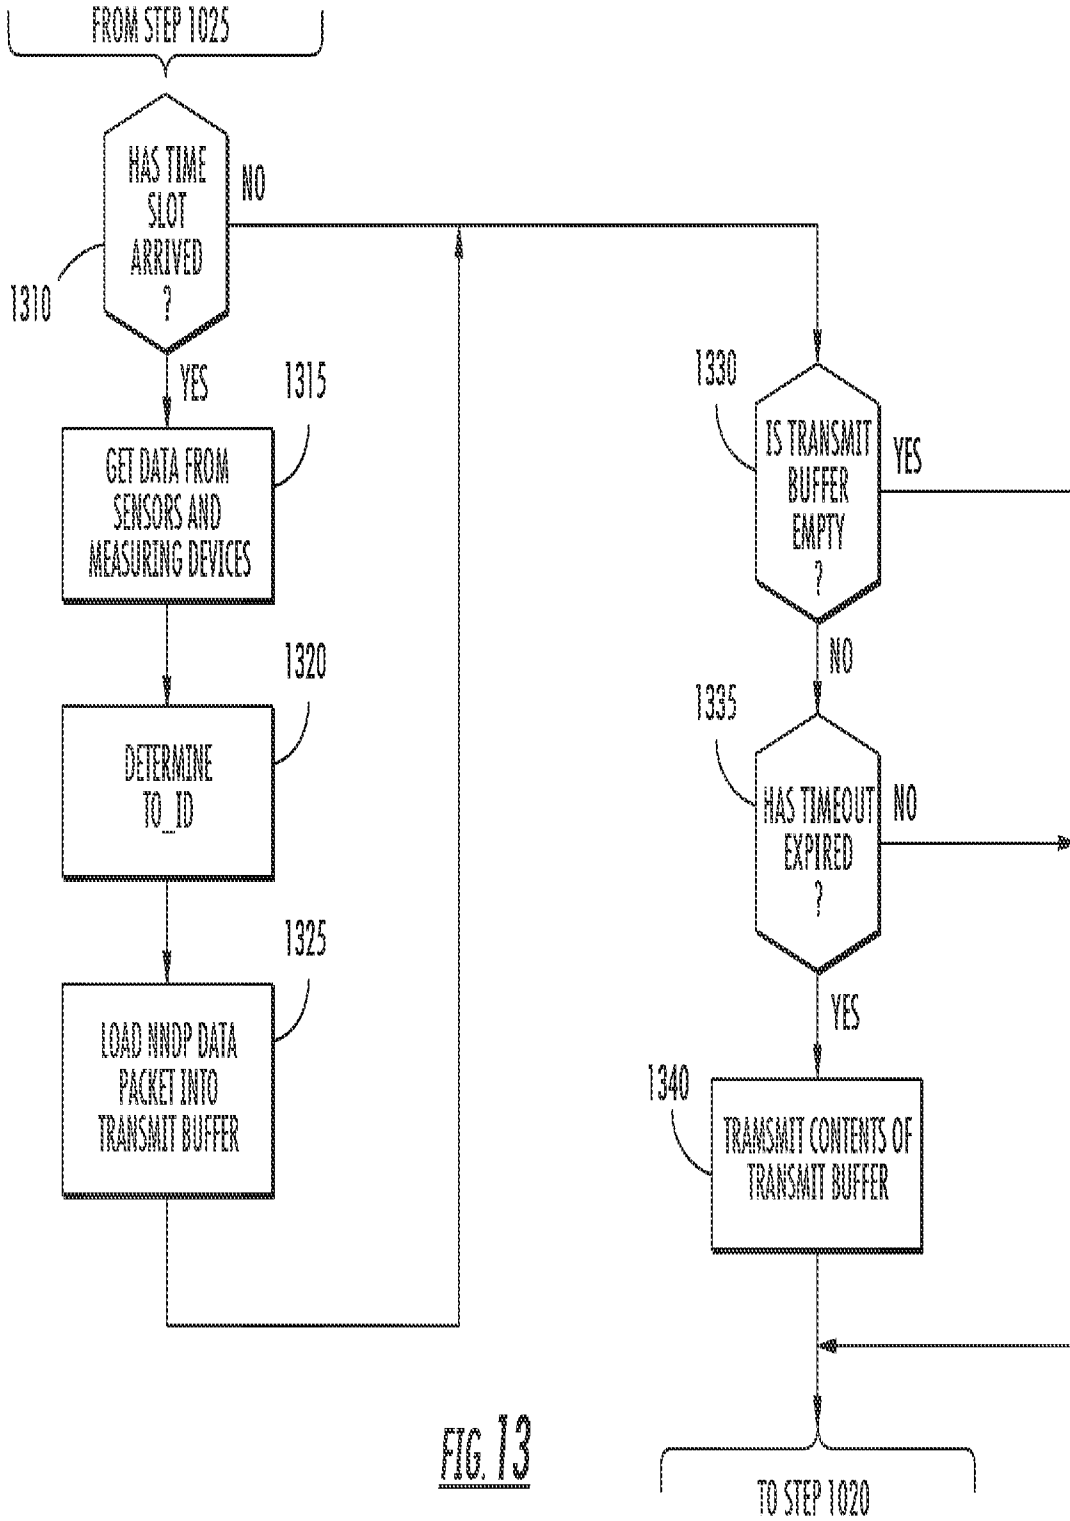 FROM STEP 1025
HAS TIME
SLOT
ARRIVED
?
NO
1310
YES
1315
GET DATA FROM
SENSORS AND
MEASURING DEVICES
1320
DETERMINE
TO_ID
1325
LOAD NNDP DATA
PACKET INTO
TRANSMIT BUFFER
1330
IS TRANSMIT
BUFFER
EMPTY
?
YES
NO
1335
HAS TIMEOUT
EXPIRED
?
NO
YES
1340
TRANSMIT CONTENTS OF
TRANSMIT BUFFER
FIG. 13
TO STEP 1020